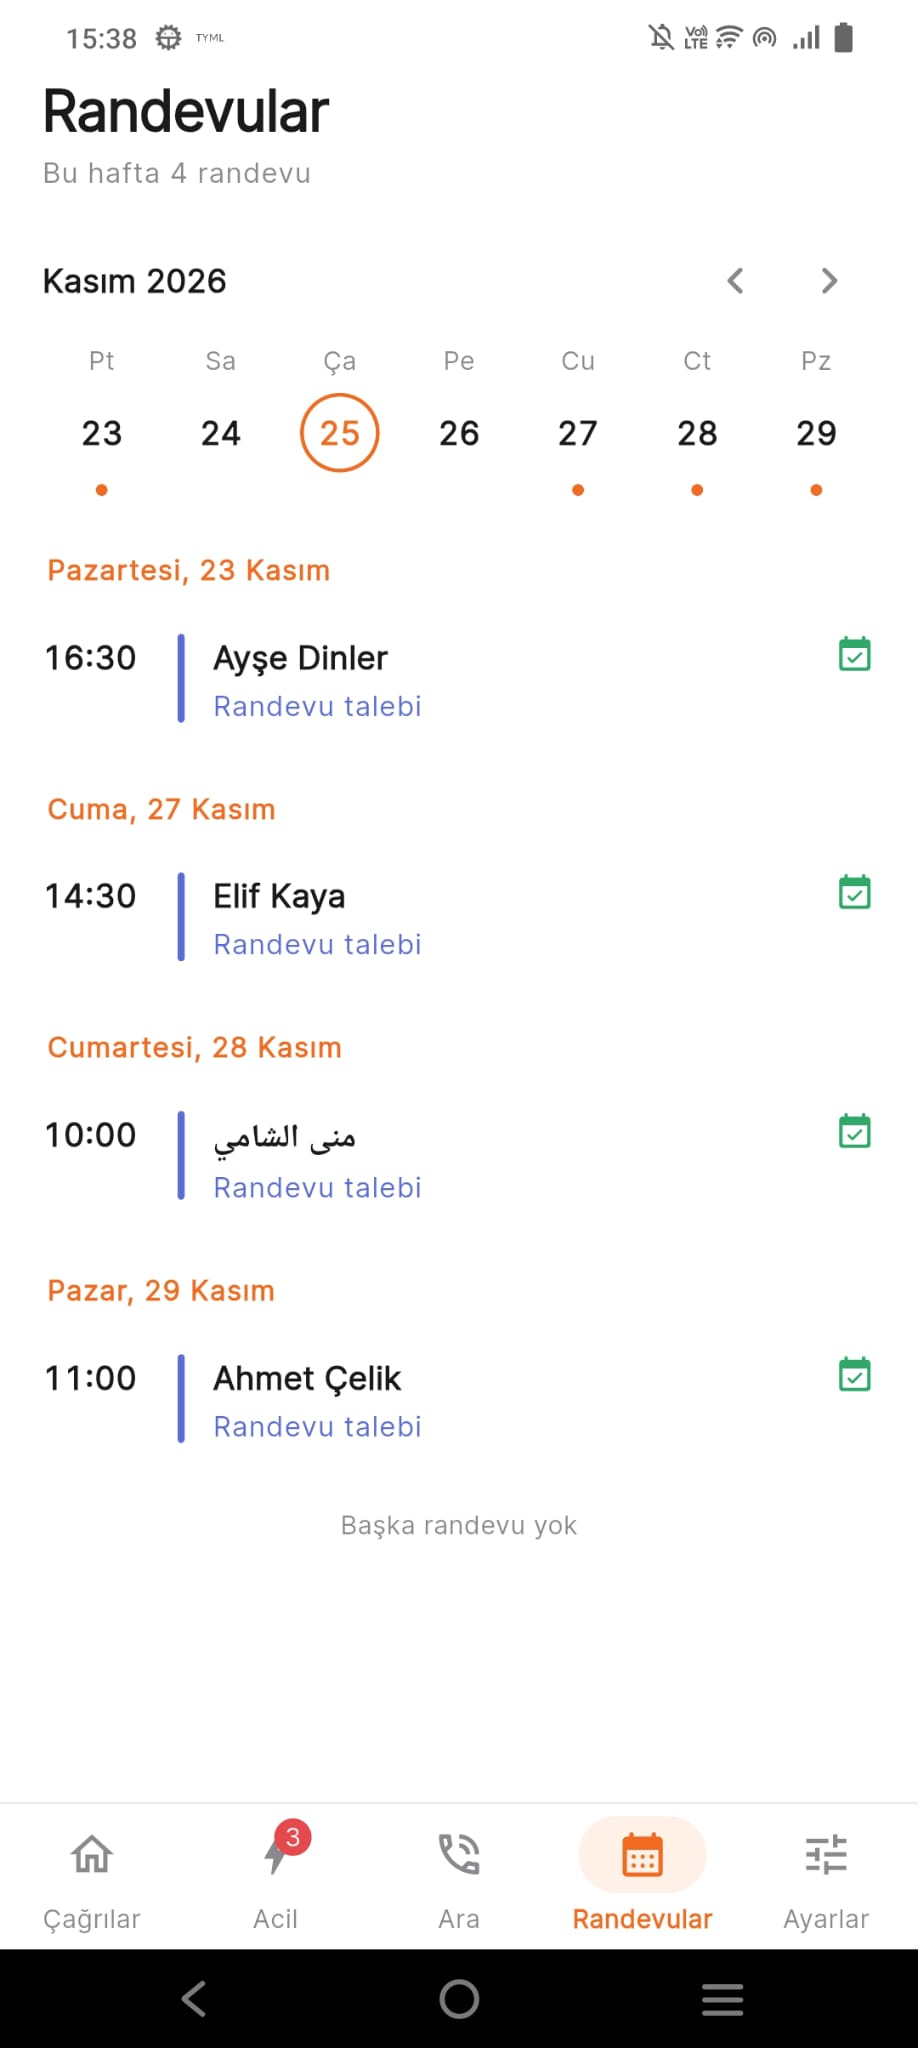 15:38 TYML Vo) LTE
Randevular
Bu hafta 4 randevu
Kasım 2026
Pt Sa Ça Pe Cu Ct Pz
23 24 25 26 27 28 29
Pazartesi, 23 Kasım
16:30 Ayşe Dinler
Randevu talebi
Cuma, 27 Kasım
14:30 Elif Kaya
Randevu talebi
Cumartesi, 28 Kasım
10:00 منى الشامي
Randevu talebi
Pazar, 29 Kasım
11:00 Ahmet Çelik
Randevu talebi
Başka randevu yok
3
Çağrılar Acil Ara Randevular Ayarlar